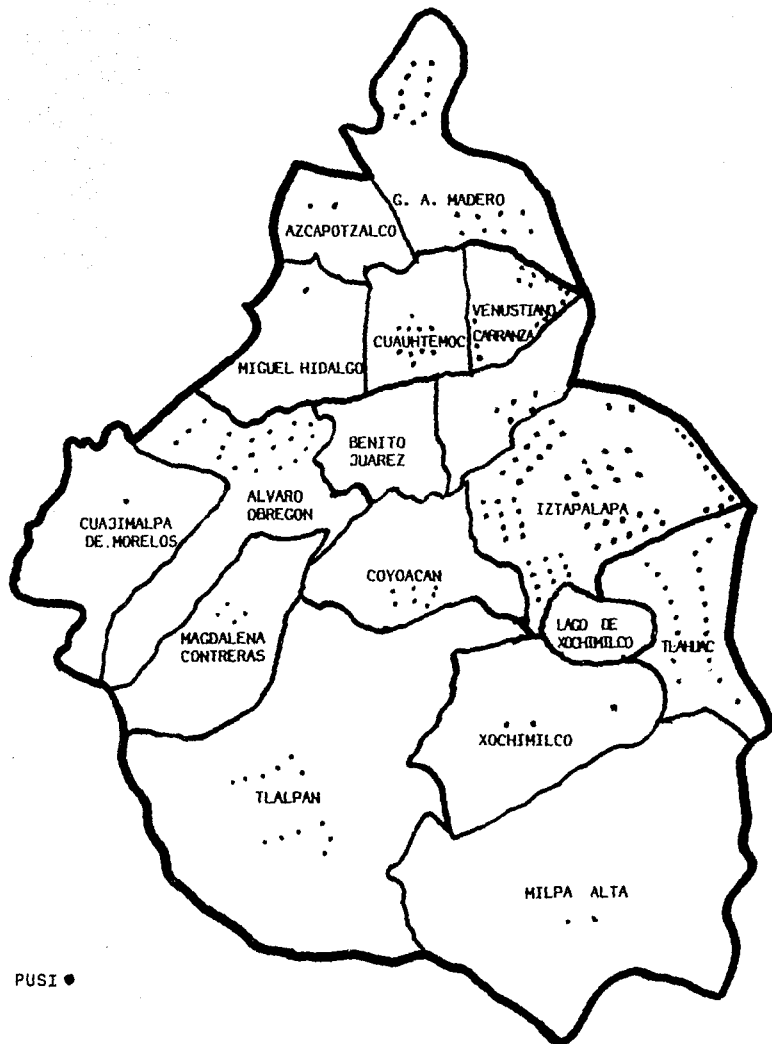 G. A. MADERO
AZCAPOTZALCO
VENUSTIANO
CARRANZA
CUAUHTEMOC
MIGUEL HIDALGO
BENITO
JUAREZ
ALVARO
OBREGON
IZTAPALAPA
CUAJIMALPA
DE.MORELOS
COYOACAN
LAGO DE
XOCHIMILCO
TLAHUAC
MAGDALENA
CONTRERAS
XOCHIMILCO
TLALPAN
MILPA ALTA
PUSI